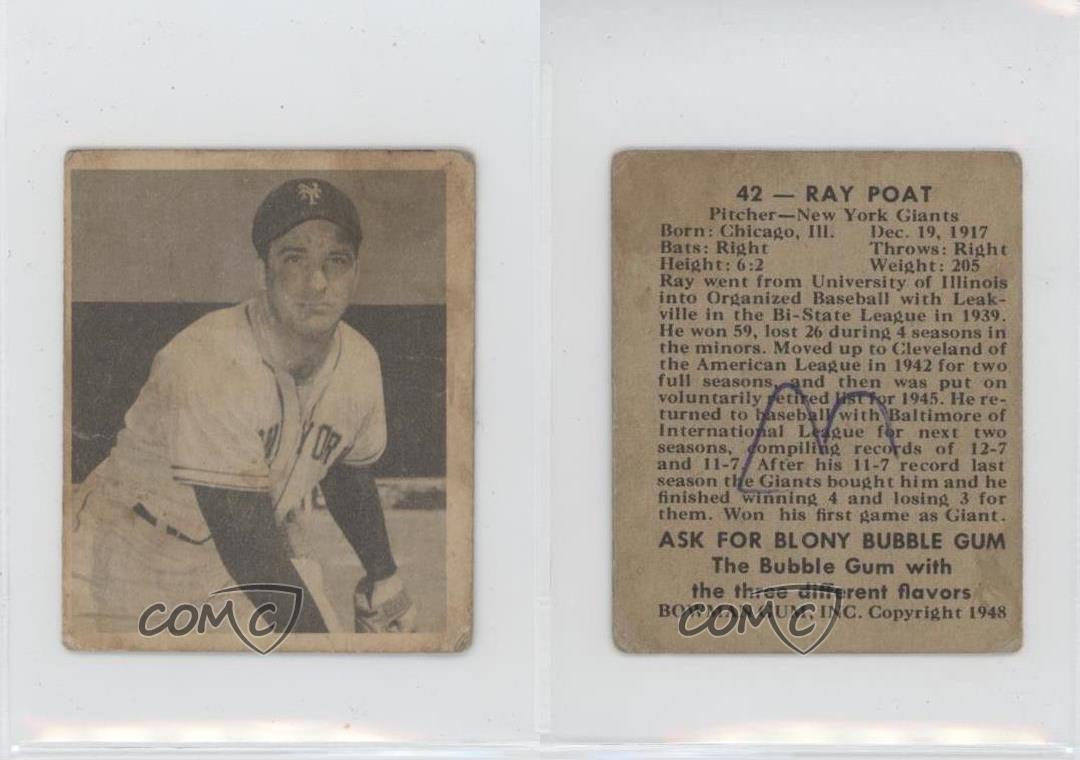 NY
NEW YORK
COMC
42 — RAY POAT
Pitcher—New York Giants
Born: Chicago, Ill. Dec. 19, 1917
Bats: Right Throws: Right
Height: 6:2 Weight: 205
Ray went from University of Illinois
into Organized Baseball with Leak-
ville in the Bi-State League in 1939.
He won 59, lost 26 during 4 seasons in
the minors. Moved up to Cleveland of
the American League in 1942 for two
full seasons, and then was put on
voluntarily retired list for 1945. He re-
turned to baseball with Baltimore of
International League for next two
seasons, compiling records of 12-7
and 11-7. After his 11-7 record last
season the Giants bought him and he
finished winning 4 and losing 3 for
them. Won his first game as Giant.
ASK FOR BLONY BUBBLE GUM
The Bubble Gum with
the three different flavors
BOWMAN GUM, INC. Copyright 1948
COMC